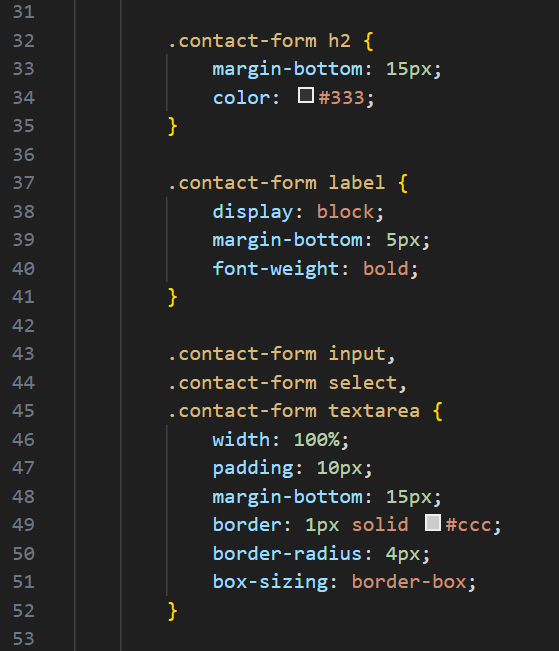 31
32 .contact-form h2 {
33 margin-bottom: 15px;
34 color: #333;
35 }
36
37 .contact-form label {
38 display: block;
39 margin-bottom: 5px;
40 font-weight: bold;
41 }
42
43 .contact-form input,
44 .contact-form select,
45 .contact-form textarea {
46 width: 100%;
47 padding: 10px;
48 margin-bottom: 15px;
49 border: 1px solid #ccc;
50 border-radius: 4px;
51 box-sizing: border-box;
52 }
53